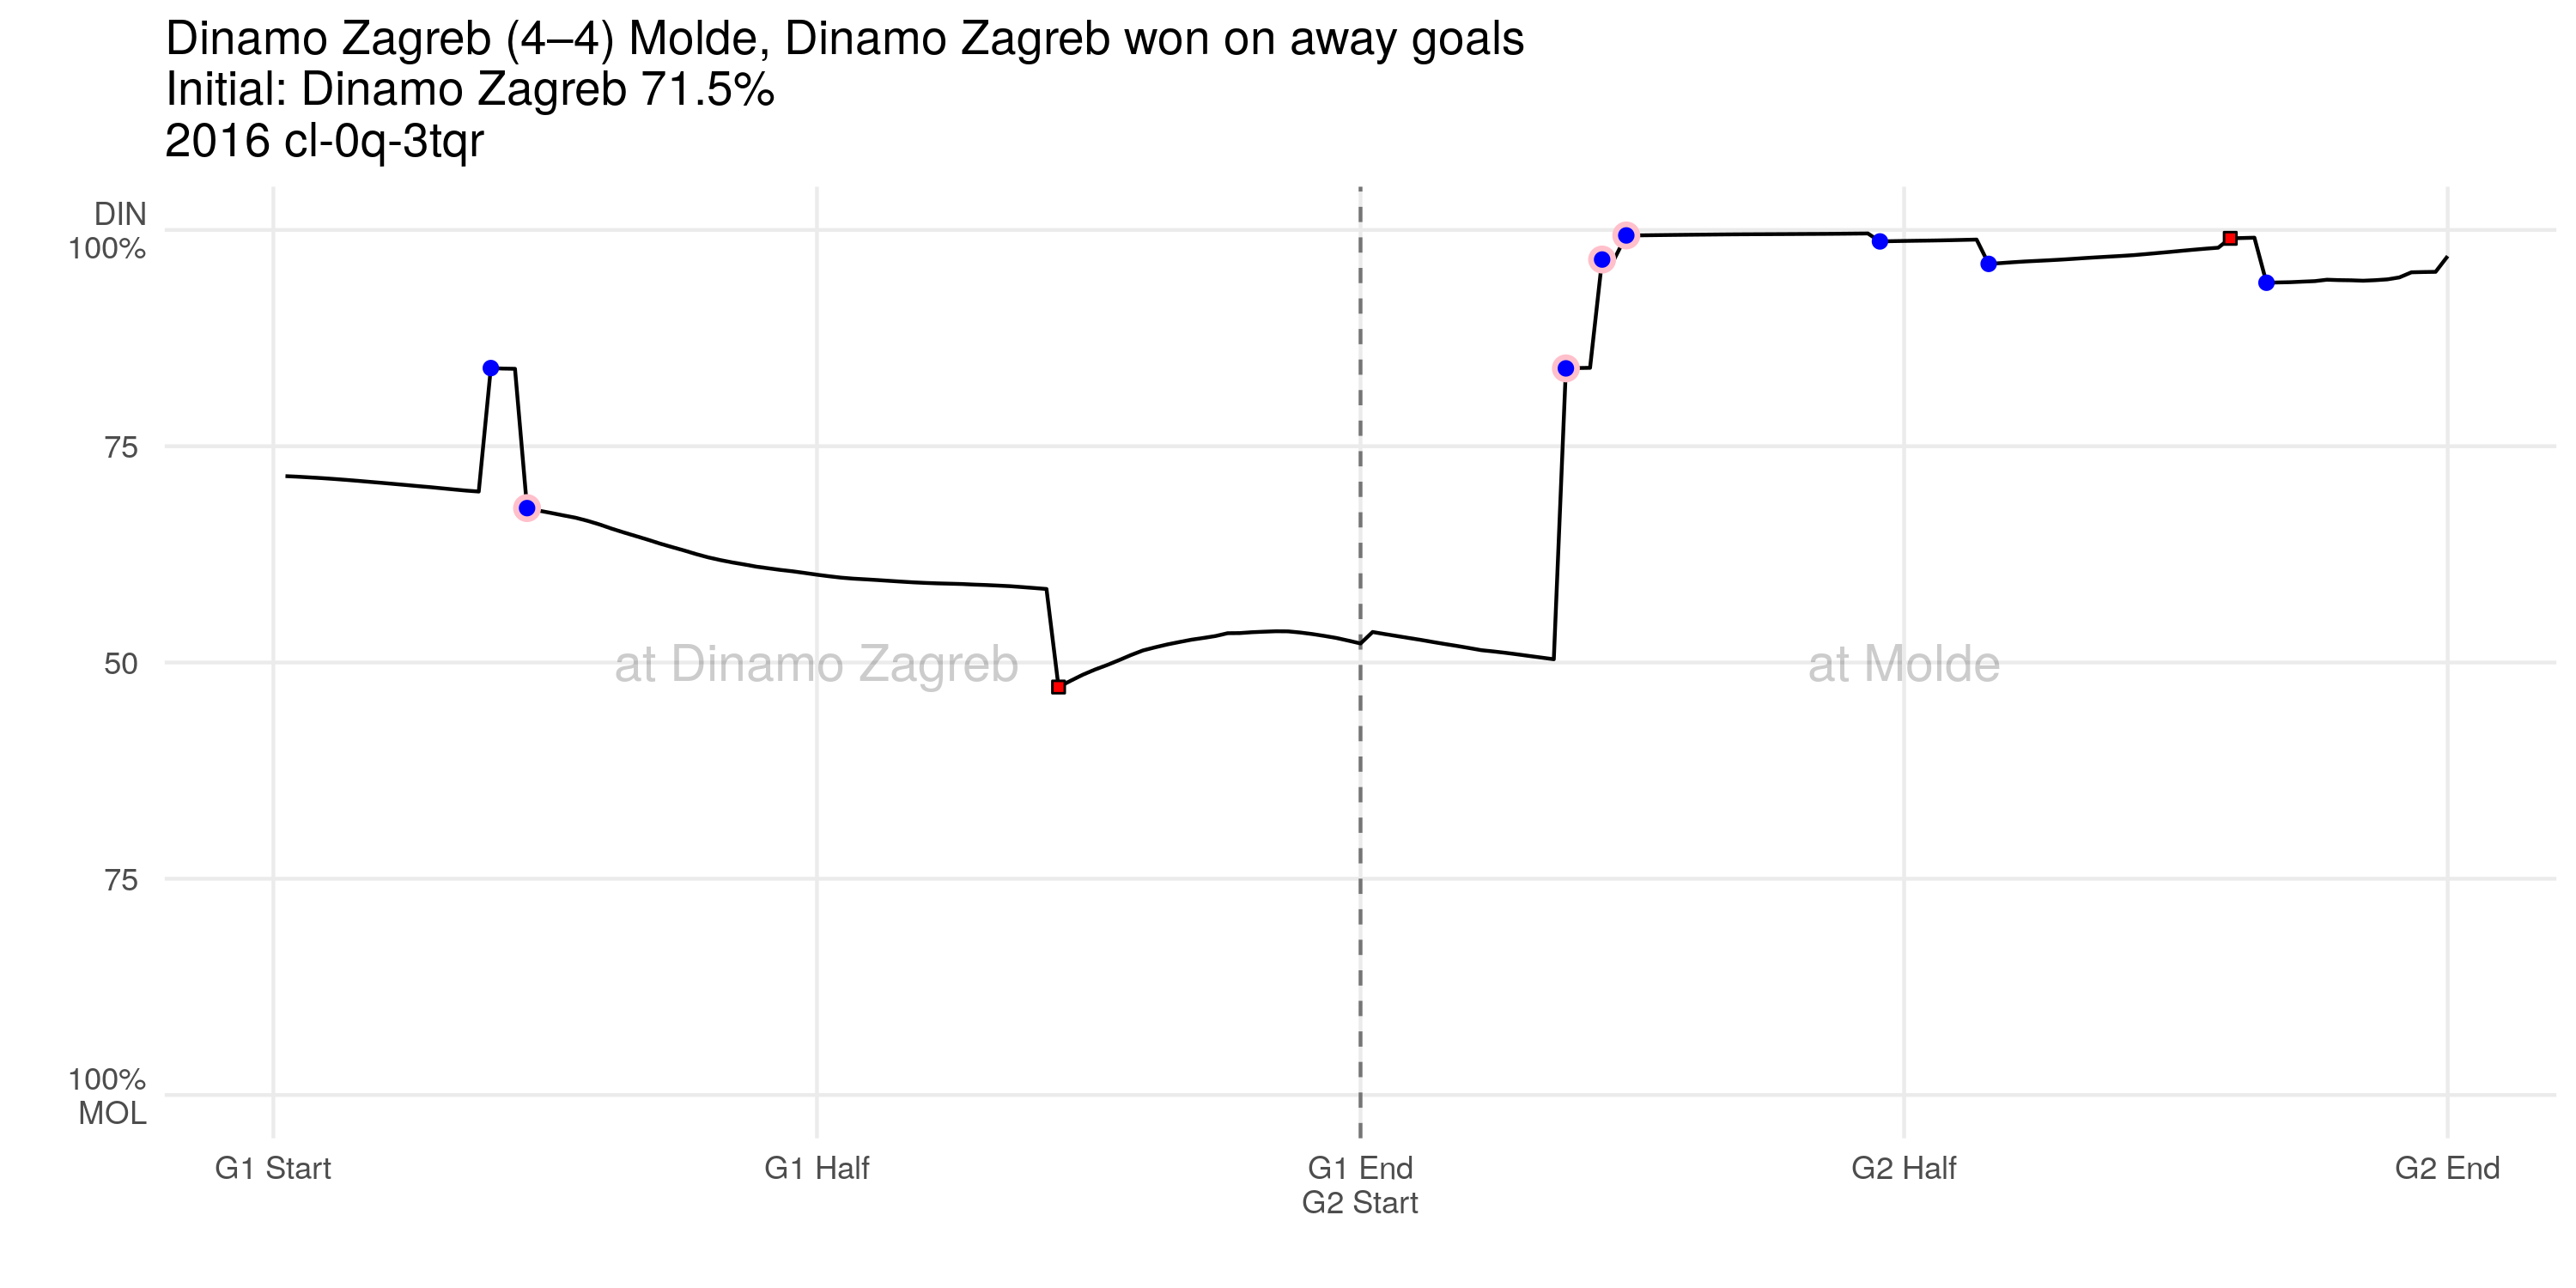 Dinamo Zagreb (4–4) Molde, Dinamo Zagreb won on away goals
Initial: Dinamo Zagreb 71.5%
2016 cl-0q-3tqr
DIN
100%
75
50
75
100%
MOL
at Dinamo Zagreb
at Molde
G1 Start
G1 Half
G1 End
G2 Start
G2 Half
G2 End